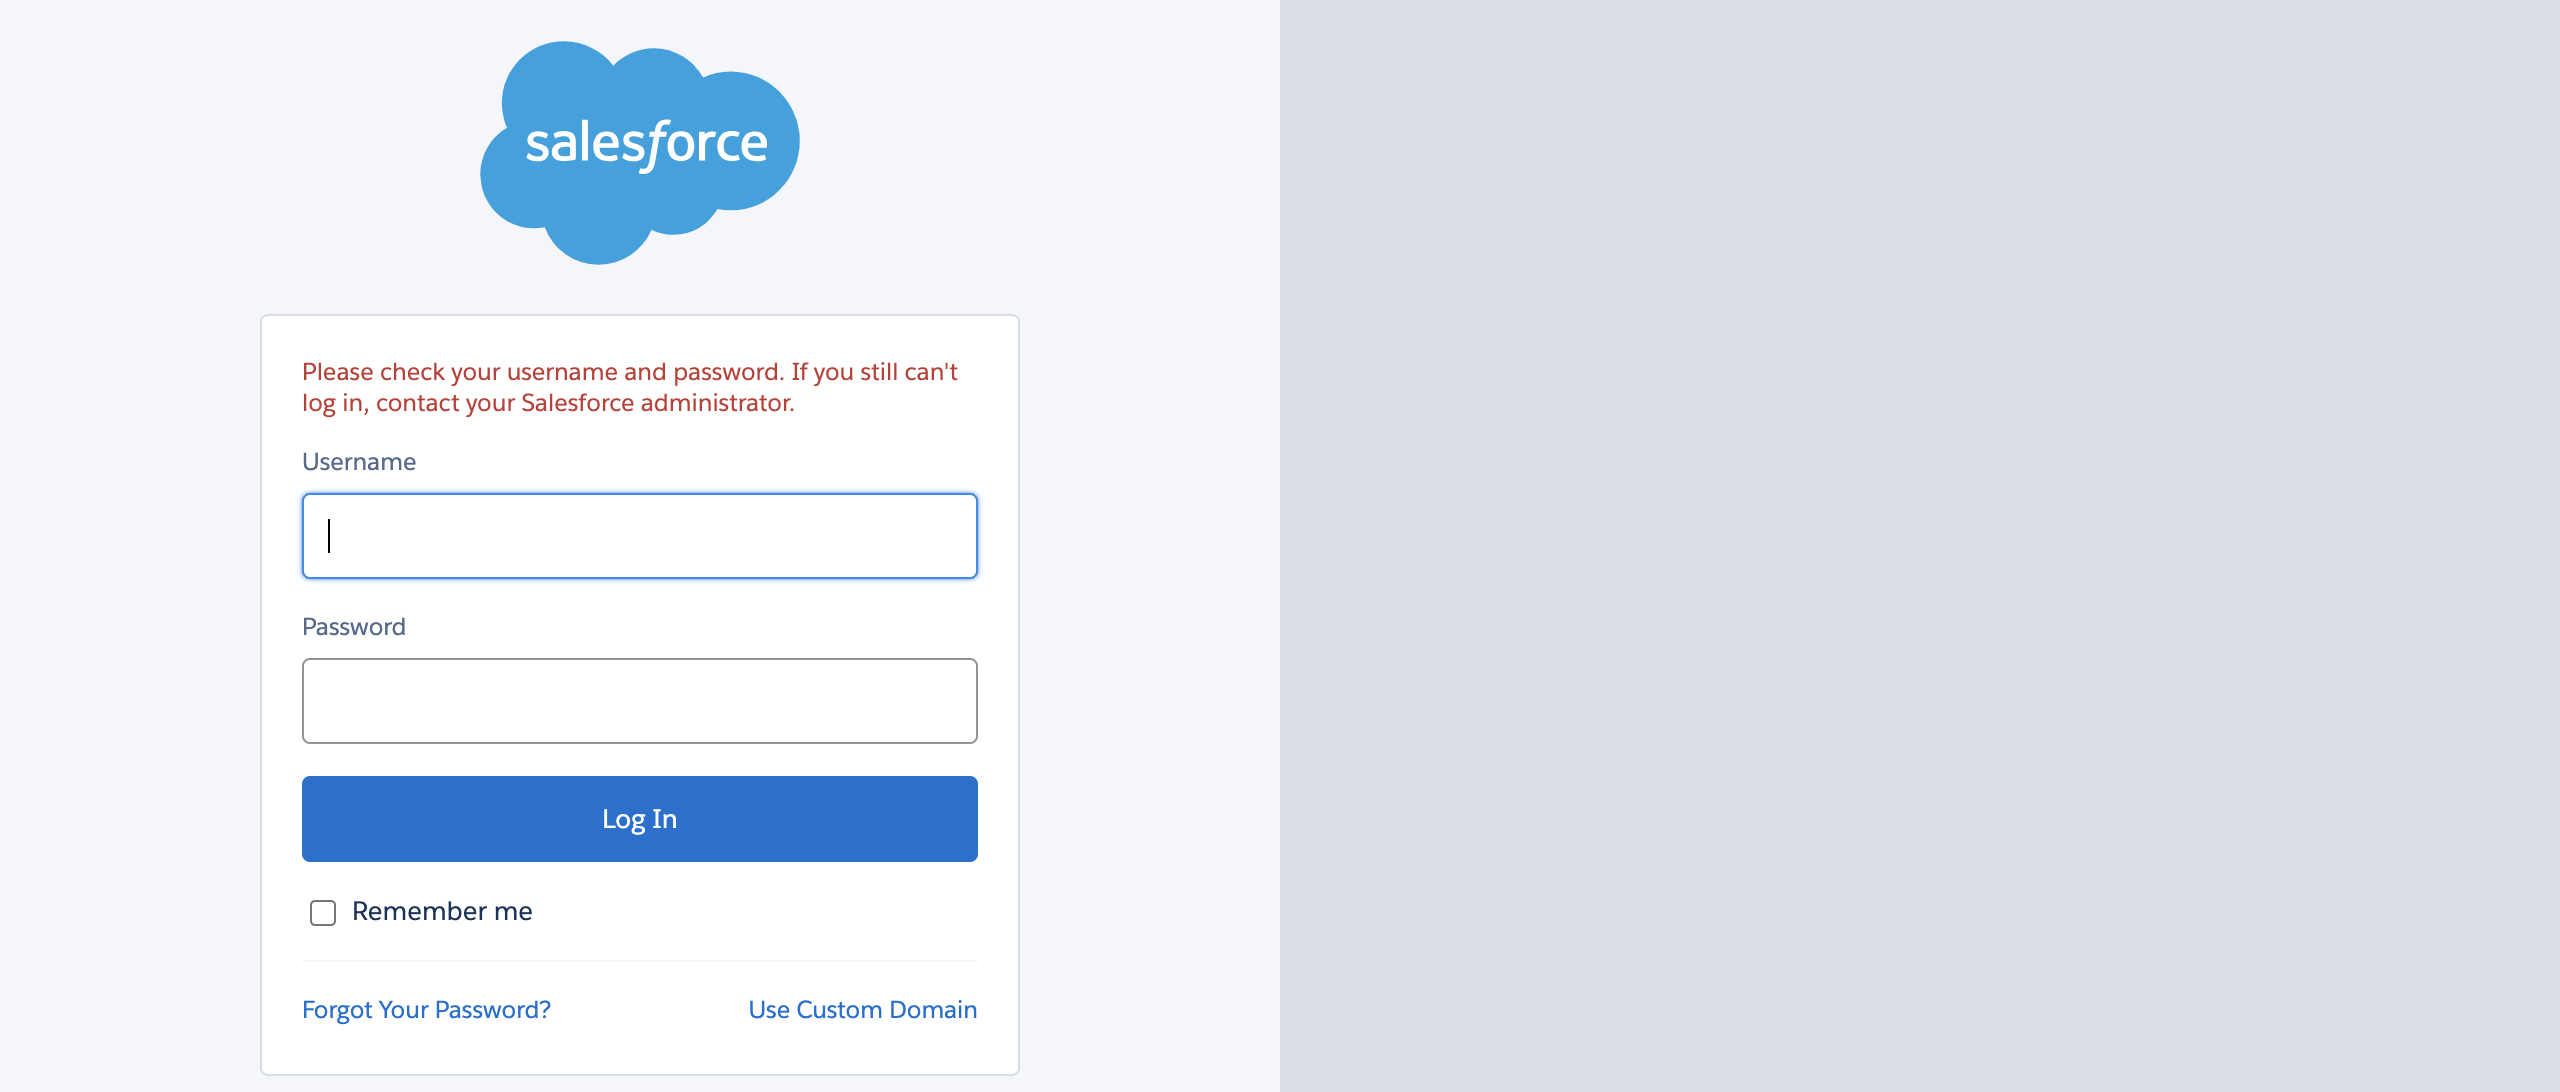 salesforce
Please check your username and password. If you still can't
log in, contact your Salesforce administrator.
Username
Password
Log In
Remember me
Forgot Your Password?
Use Custom Domain